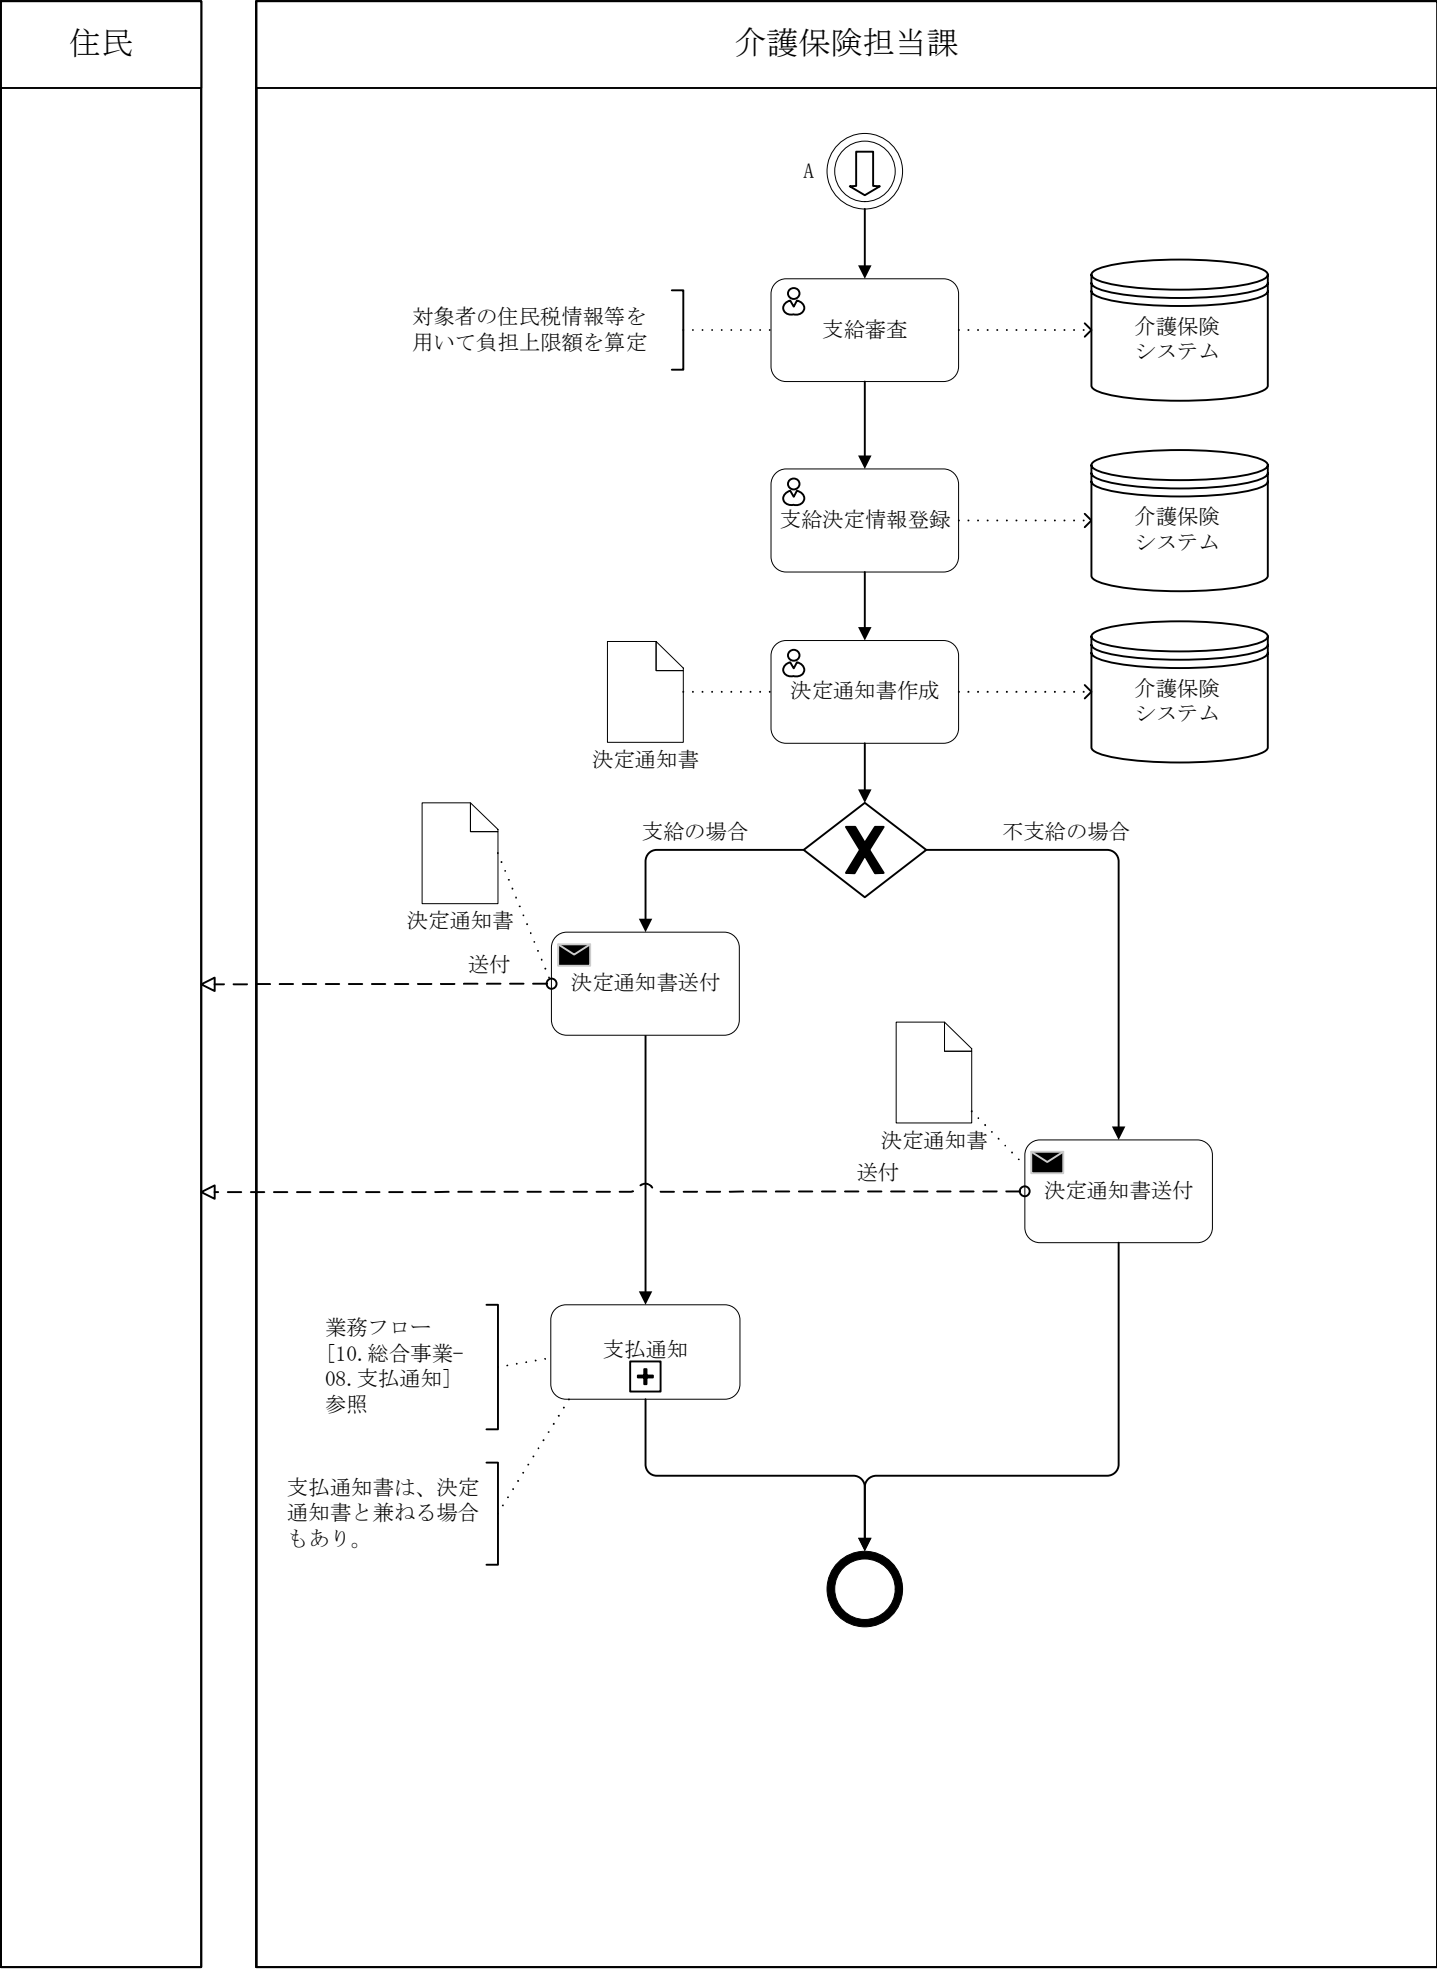 住民
介護保険担当課
A
対象者の住民税情報等を
用いて負担上限額を算定
支給審査
介護保険
システム
支給決定情報登録
介護保険
システム
決定通知書作成
決定通知書
介護保険
システム
支給の場合
不支給の場合
X
決定通知書
送付
決定通知書送付
決定通知書
送付
決定通知書送付
業務フロー
[10.総合事業-
08.支払通知]
参照
支払通知
支払通知書は、決定
通知書と兼ねる場合
もあり。